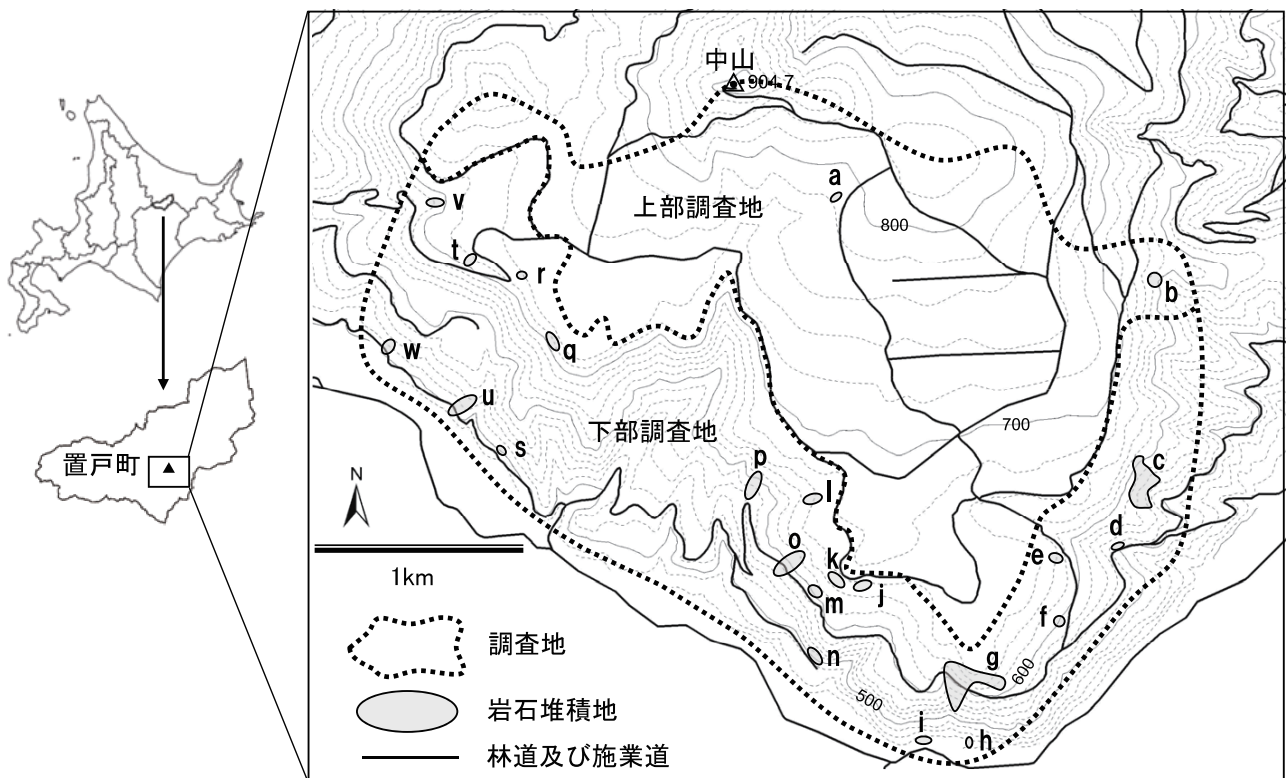 中山
904.7
a
上部調査地
v
800
t
r
b
q
w
u
下部調査地
700
s
置戸町
N
p
l
c
o
d
k
e
1km
m
j
f
調査地
n
g
600
500
岩石堆積地
i
h
林道及び施業道